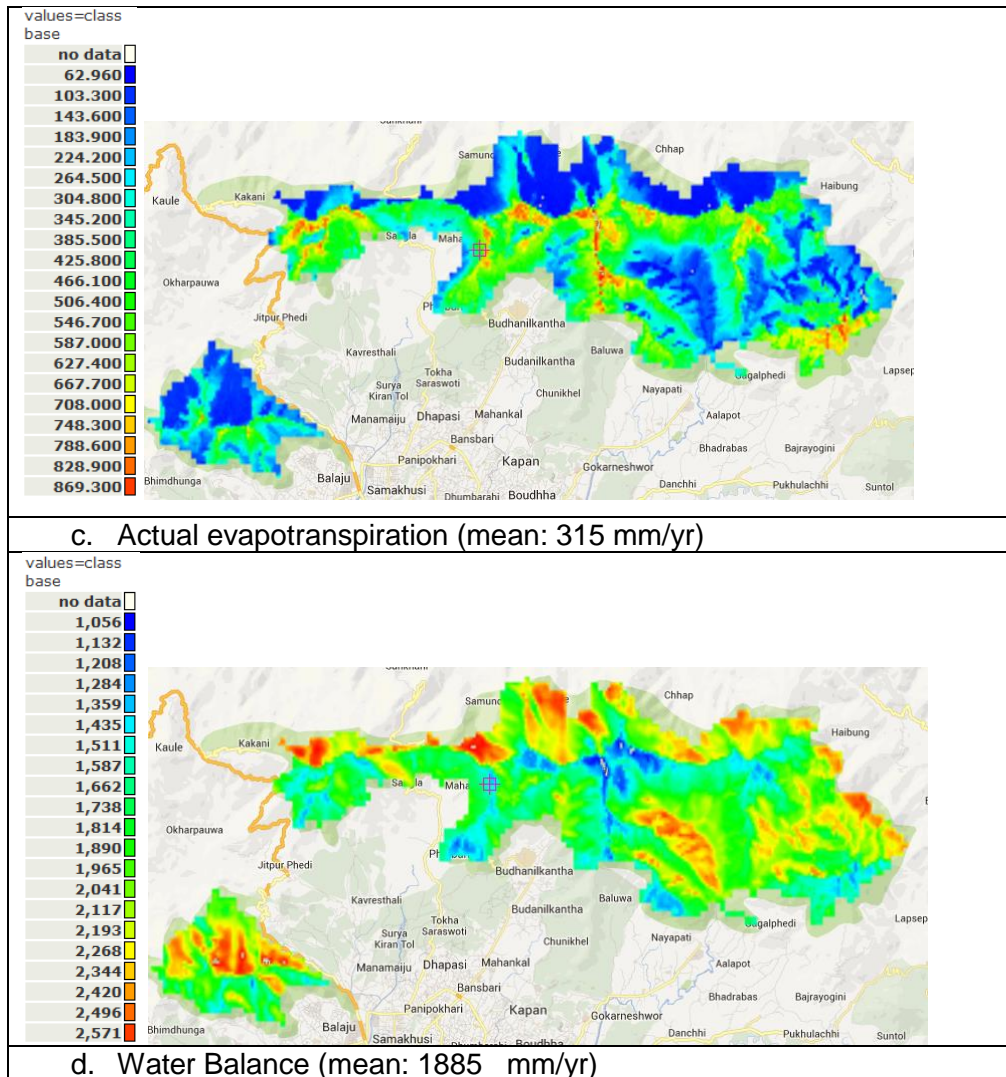 values=class
base
no data
62.960
103.300
143.600
183.900
224.200
264.500
304.800
345.200
385.500
425.800
466.100
506.400
546.700
587.000
627.400
667.700
708.000
748.300
788.600
828.900
869.300
Samund
Chhap
Haibung
Kaule
Kakani
Maha
Okharpauwa
Jitpur Phedi
Budhanilkantha
Kavresthali
Budanilkantha
Baluwa
Gagalphedi
Lapsep
Tokha
Saraswoti
Chunikhel
Nayapati
Surya
Kiran Tol
Manamaiju
Dhapasi
Mahankal
Aalapot
Bansbari
Bhadrabas
Bajrayogini
Panipokhari
Kapan
Gokarneshwor
Balaju
Bhimdhunga
Samakhusi
Dhumbarahi
Boudhha
Danchhi
Pukhulachhi
Suntol
c. Actual evapotranspiration (mean: 315 mm/yr)
values=class
base
no data
1,056
1,132
1,208
1,284
1,359
1,435
1,511
1,587
1,662
1,738
1,814
1,890
1,965
2,041
2,117
2,193
2,268
2,344
2,420
2,496
2,571
Samund
Chhap
Haibung
Kaule
Kakani
Maha
Okharpauwa
Jitpur Phedi
Budhanilkantha
Kavresthali
Budanilkantha
Baluwa
Gagalphedi
Lapsep
Tokha
Saraswoti
Chunikhel
Nayapati
Surya
Kiran Tol
Manamaiju
Dhapasi
Mahankal
Aalapot
Bansbari
Bhadrabas
Bajrayogini
Panipokhari
Kapan
Gokarneshwor
Bhimdhunga
Balaju
Samakhusi
Boudhha
Danchhi
Pukhulachhi
Suntol
d. Water Balance (mean: 1885 mm/yr)